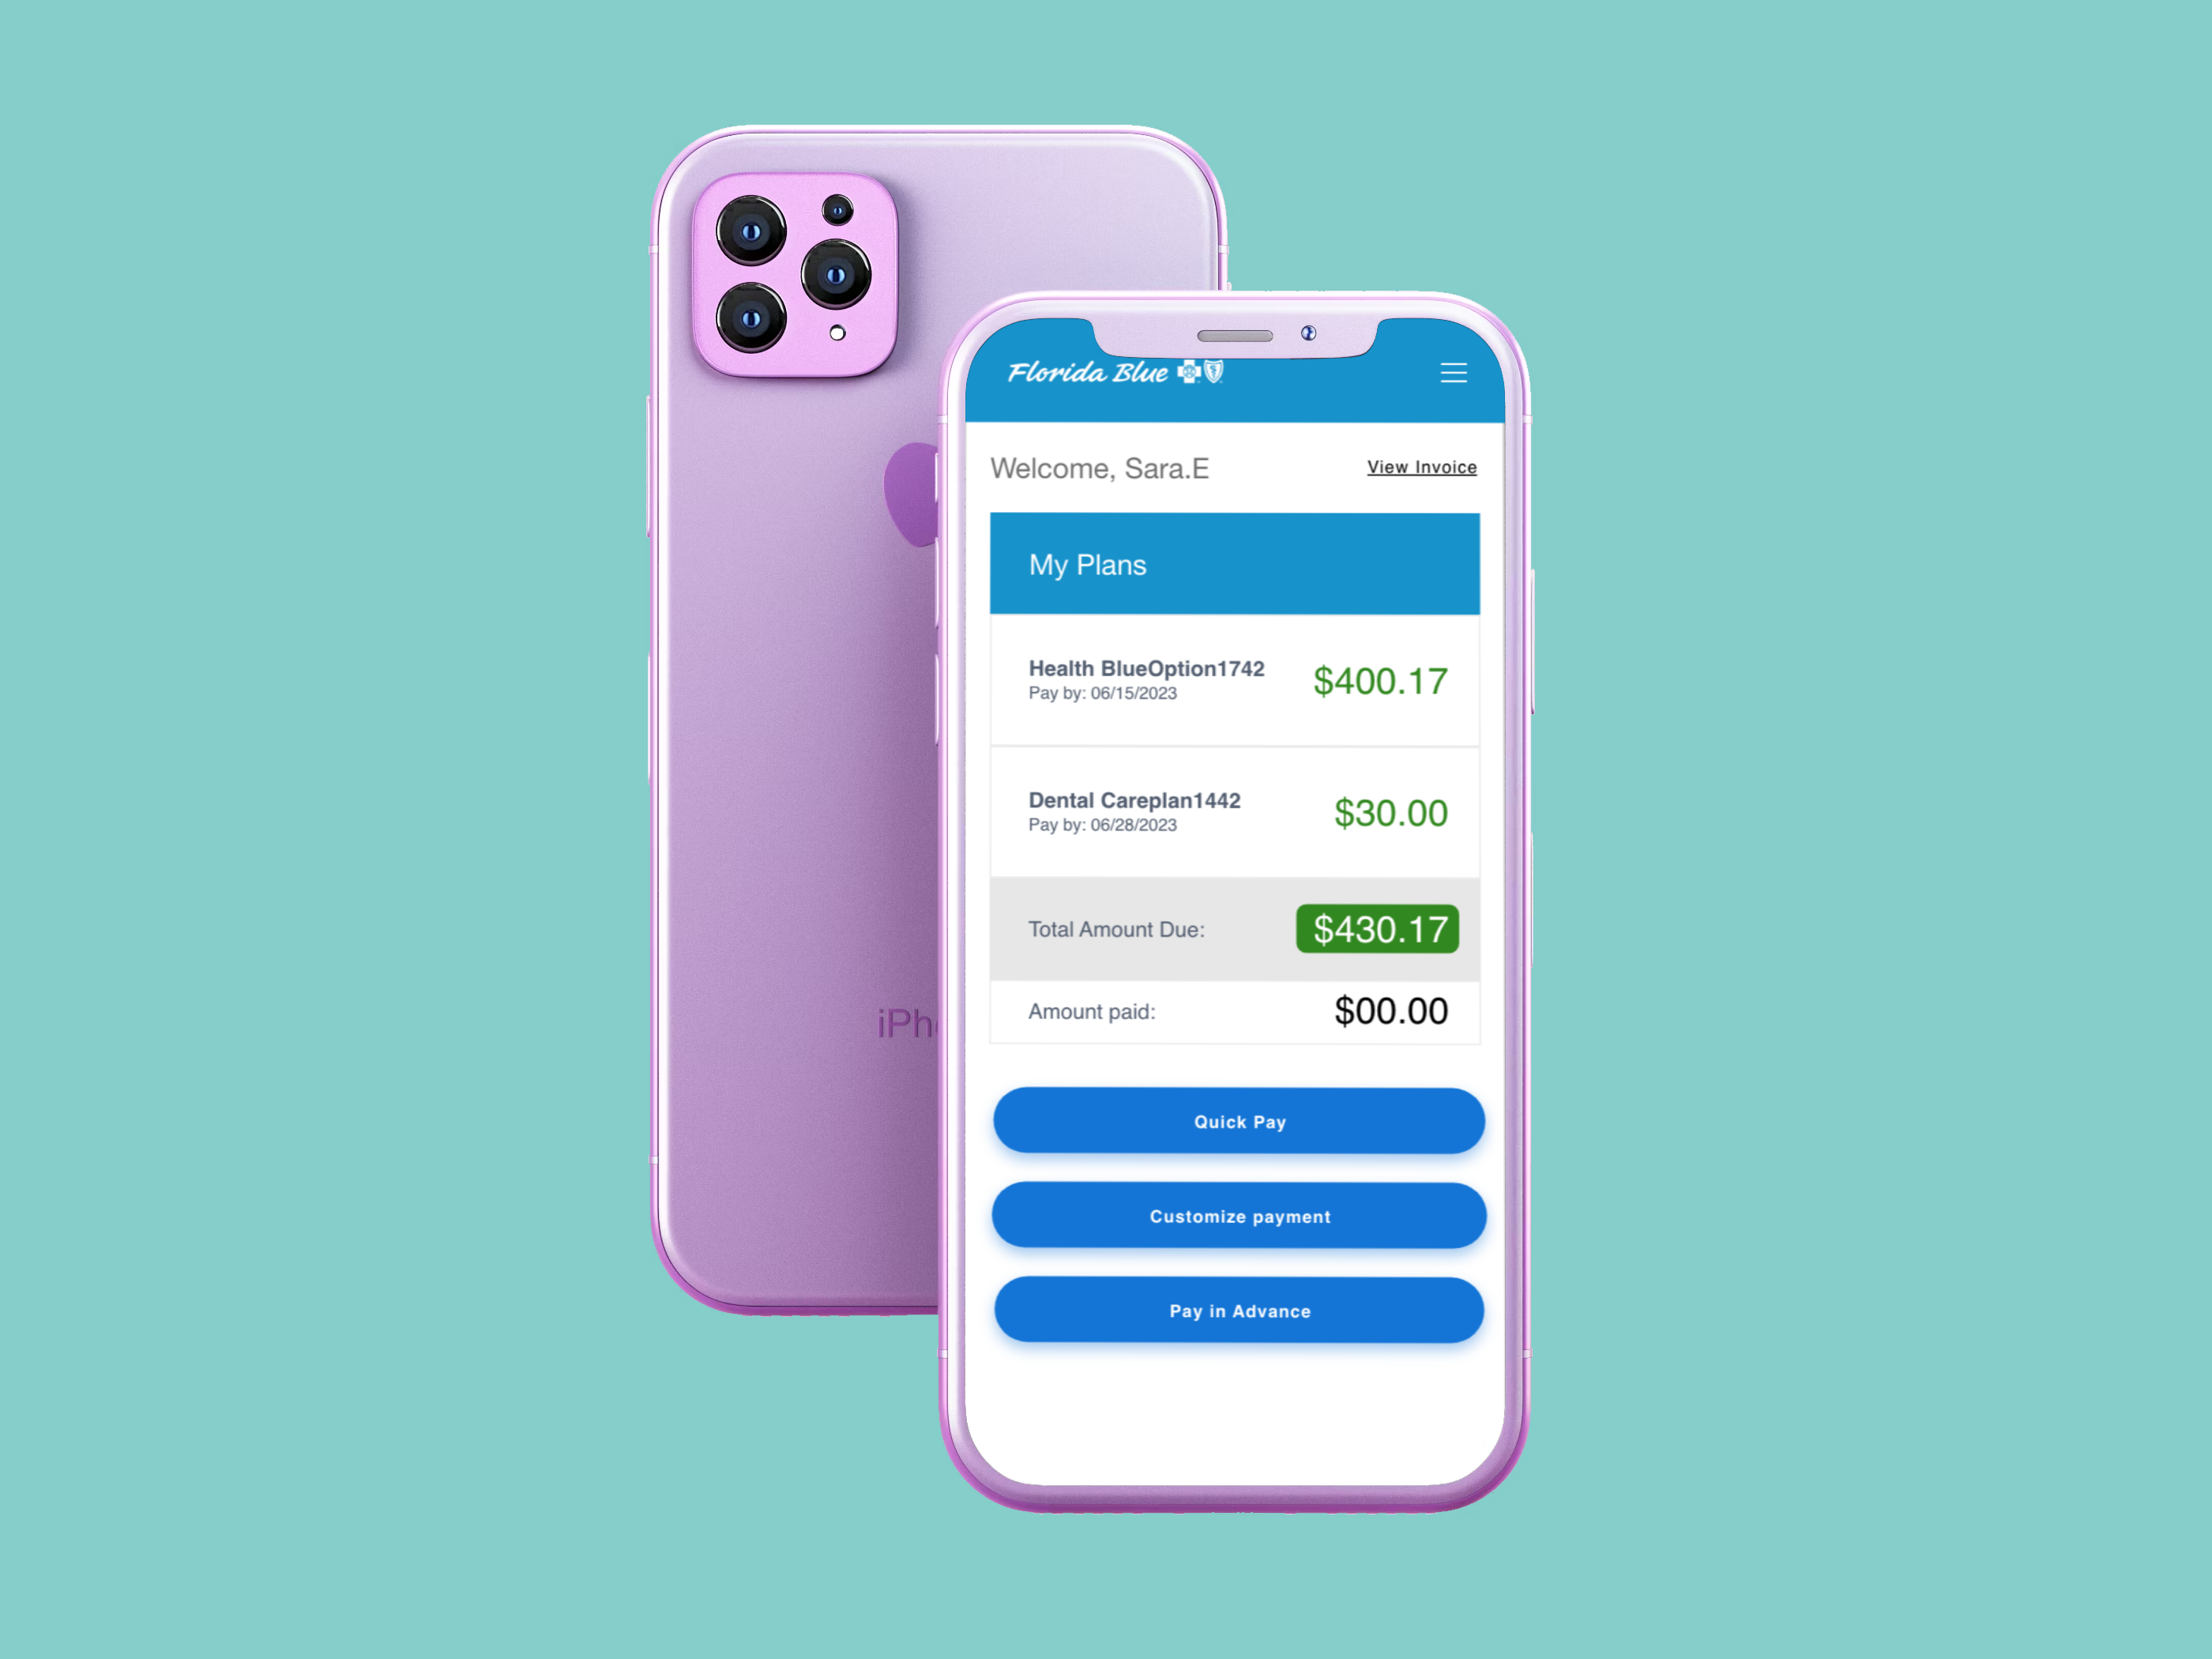 Florida Blue
Welcome, Sara.E
View Invoice
My Plans
Health BlueOption1742
$400.17
Pay by: 06/15/2023
Dental Careplan1442
$30.00
Pay by: 06/28/2023
Total Amount Due:
$430.17
Amount paid:
$00.00
Quick Pay
Customize payment
Pay in Advance
iPh